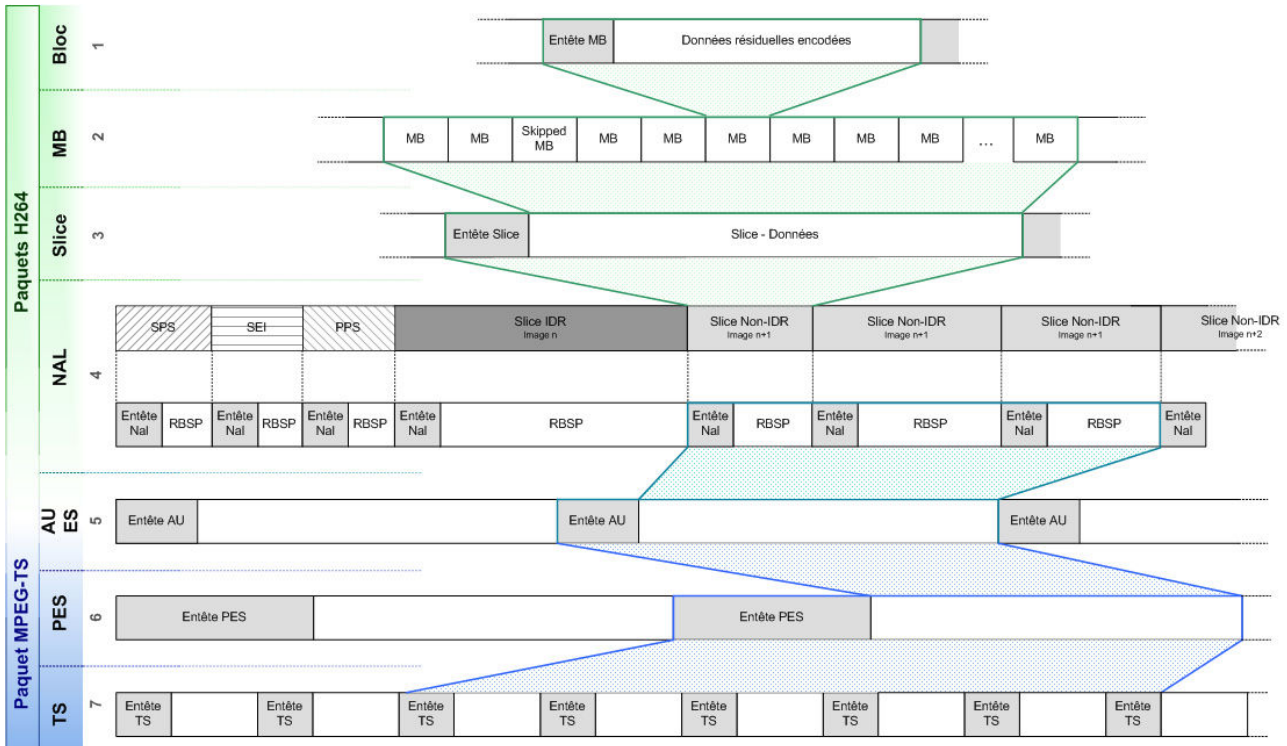 Paquets H264
Paquet MPEG-TS
Bloc
1
Entête MB
Données résiduelles encodées
MB
2
MB
MB
Skipped
MB
MB
MB
MB
MB
MB
MB
...
MB
Slice
3
Entête Slice
Slice - Données
NAL
4
SPS
SEI
PPS
Slice IDR
Image n
Slice Non-IDR
Image n+1
Slice Non-IDR
Image n+1
Slice Non-IDR
Image n+1
Slice Non-IDR
Image n+2
Entête
Nal
RBSP
Entête
Nal
RBSP
Entête
Nal
RBSP
Entête
Nal
RBSP
Entête
Nal
RBSP
Entête
Nal
RBSP
Entête
Nal
RBSP
Entête
Nal
AU
ES
5
Entête AU
Entête AU
Entête AU
PES
6
Entête PES
Entête PES
TS
7
Entête
TS
Entête
TS
Entête
TS
Entête
TS
Entête
TS
Entête
TS
Entête
TS
Entête
TS